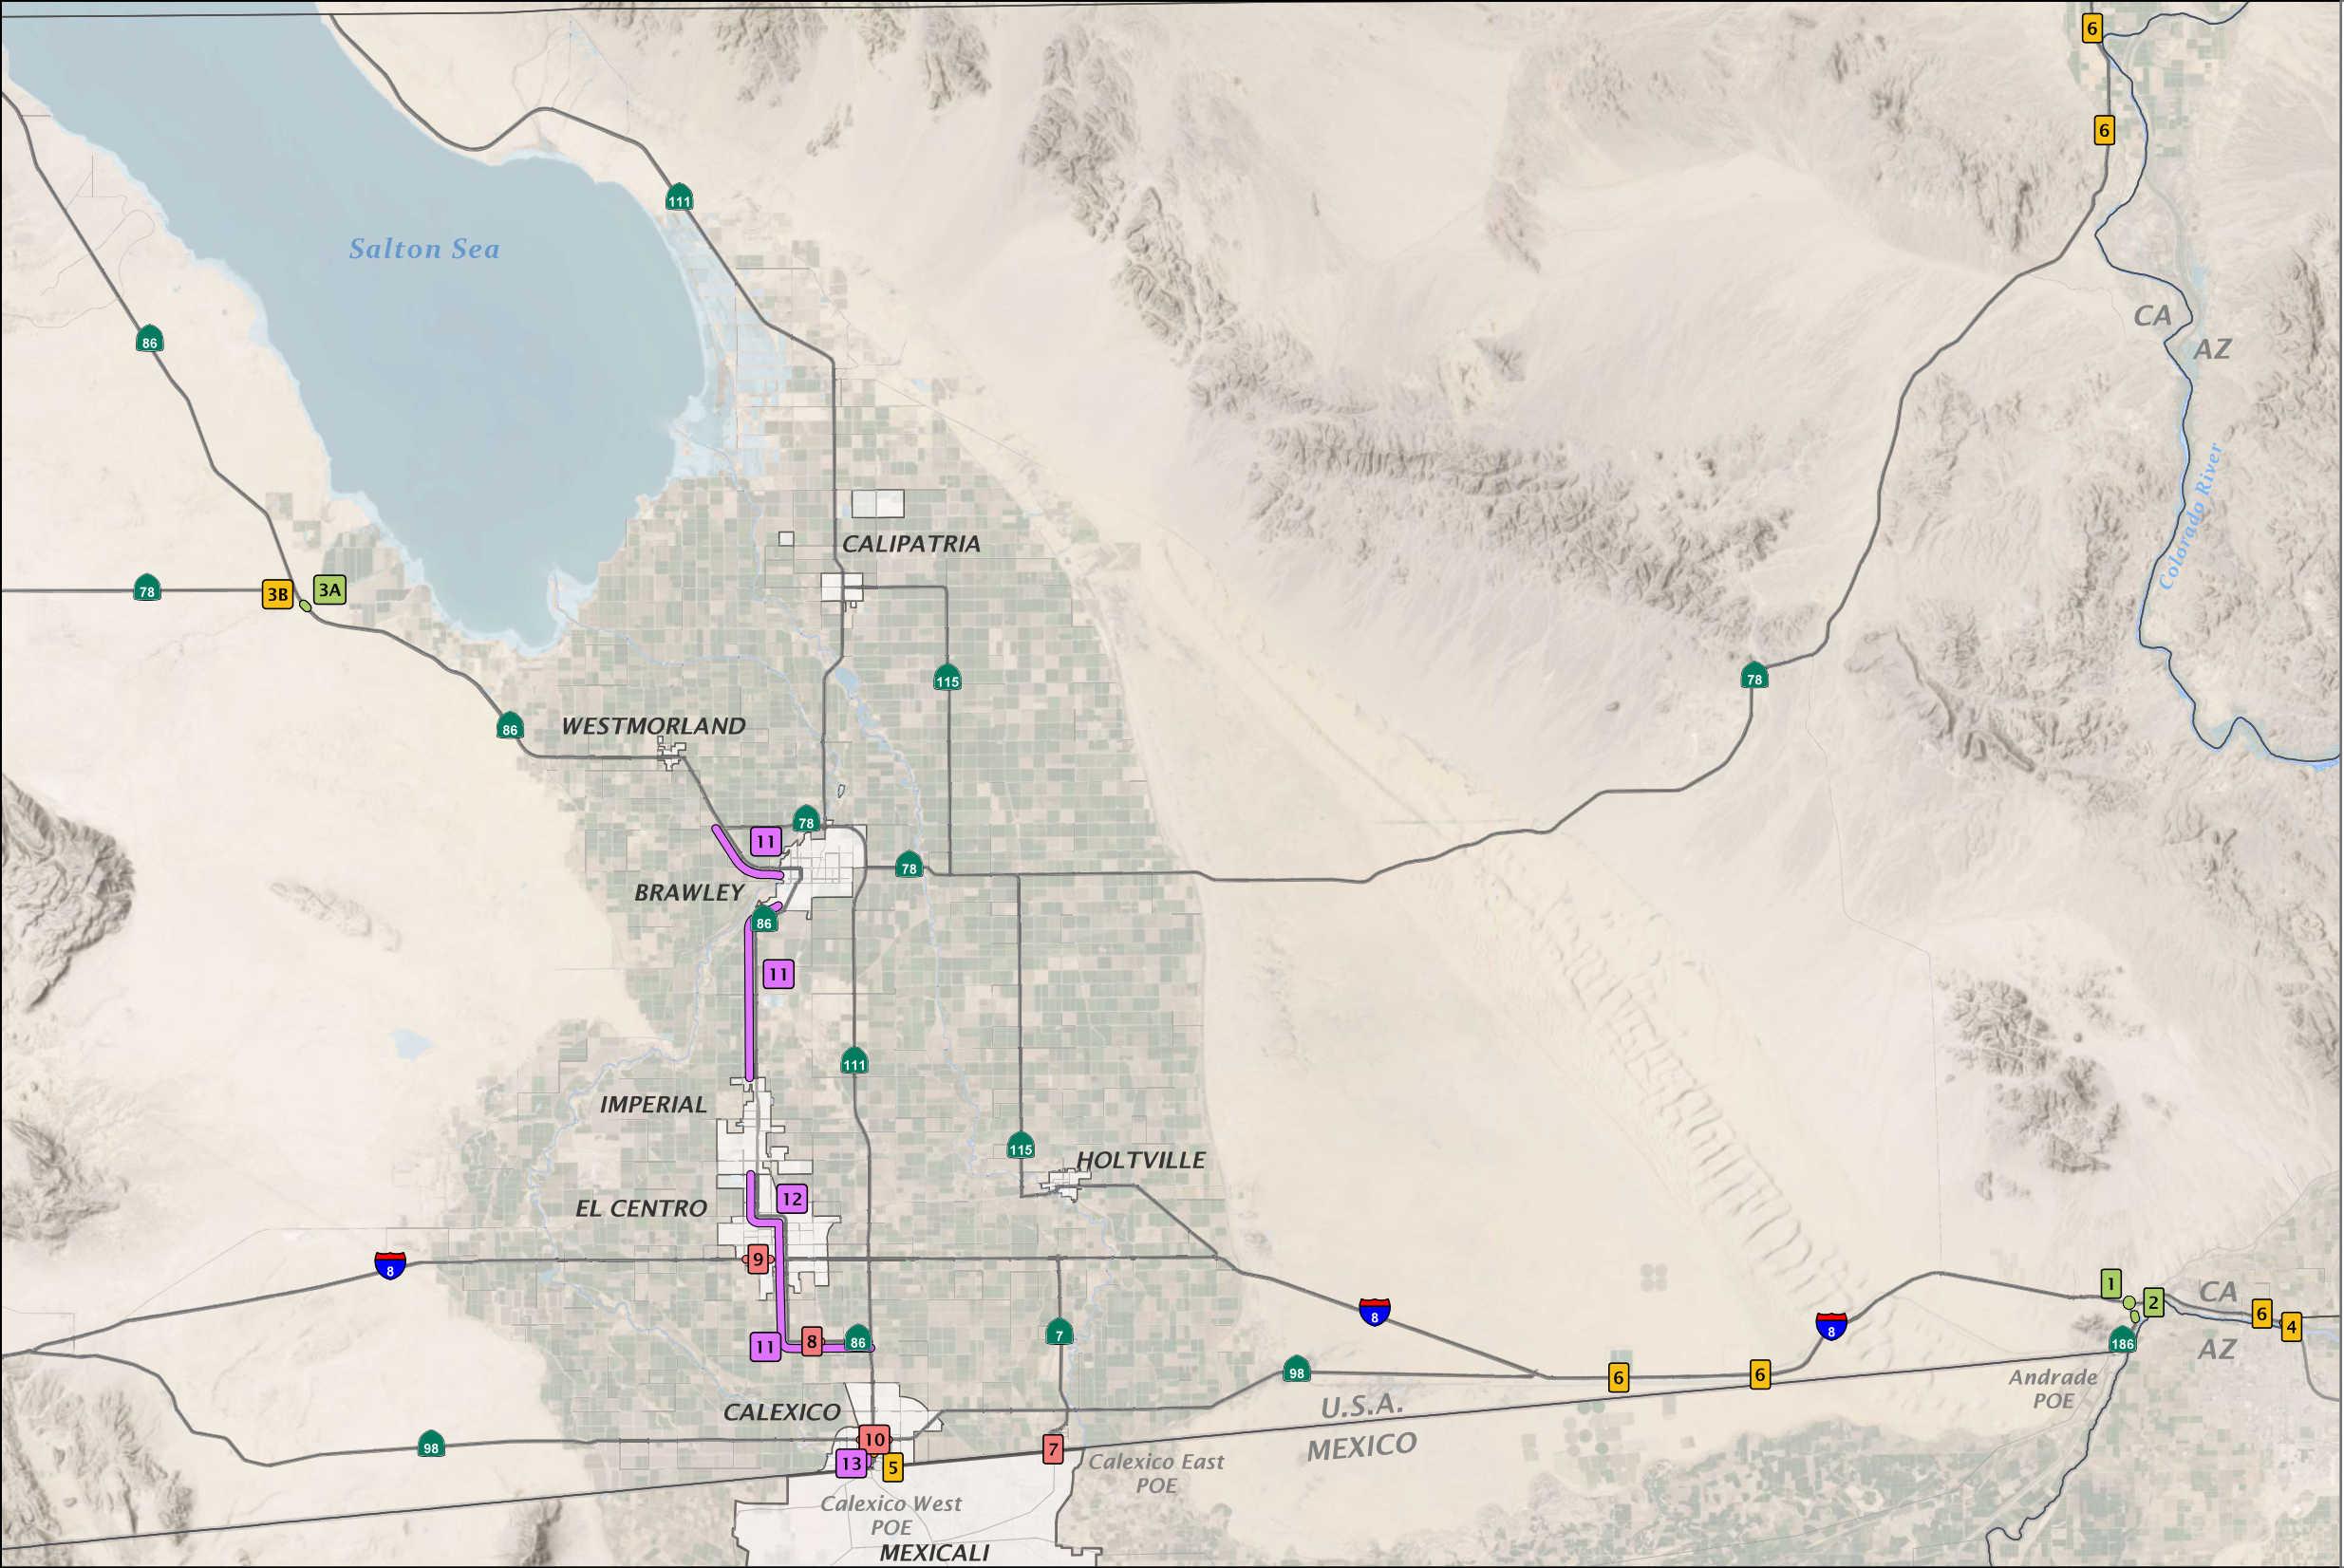 6
6
111
Salton Sea
CA
86
AZ
Colorado River
CALIPATRIA
78
3B
3A
115
78
86
WESTMORLAND
78
11
78
BRAWLEY
86
11
111
IMPERIAL
115
HOLTVILLE
12
EL CENTRO
9
8
8
8
1
2
CA
6
4
11
8
86
7
186
AZ
98
6
6
Andrade
POE
U.S.A.
CALEXICO
MEXICO
98
10
13
5
7
Calexico East
POE
Calexico West
POE
MEXICALI